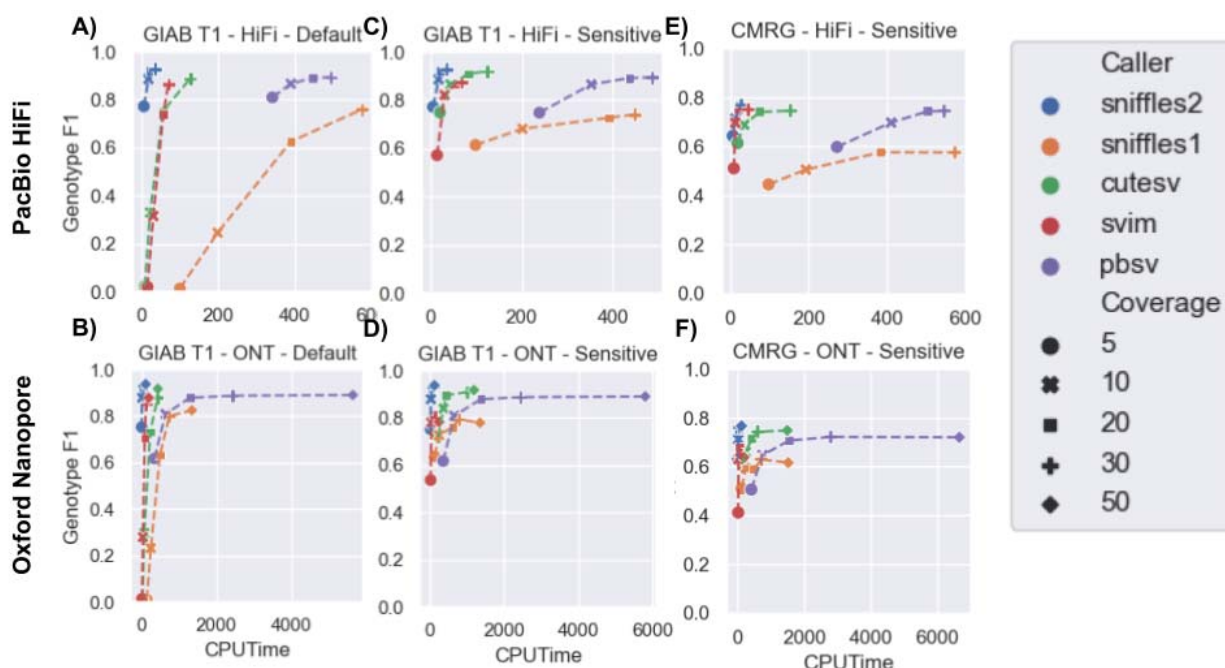 A)
GIAB T1 - HiFi - Default
C)
GIAB T1 - HiFi - Sensitive
E)
CMRG - HiFi - Sensitive
PacBio HiFi
Genotype F1
1.0
0.8
0.6
0.4
0.2
0.0
0
200
400
60
1.0
0.8
0.6
0.4
0.2
0.0
0
200
400
1.0
0.8
0.6
0.4
0.2
0.0
0
200
400
600
B)
GIAB T1 - ONT - Default
D)
GIAB T1 - ONT - Sensitive
F)
CMRG - ONT - Sensitive
Oxford Nanopore
Genotype F1
1.0
0.8
0.6
0.4
0.2
0.0
0
2000
4000
CPUTime
1.0
0.8
0.6
0.4
0.2
0.0
0
2000
4000
6000
CPUTime
1.0
0.8
0.6
0.4
0.2
0.0
0
2000
4000
6000
CPUTime
Caller
sniffles2
sniffles1
cutesv
svim
pbsv
Coverage
5
10
20
30
50